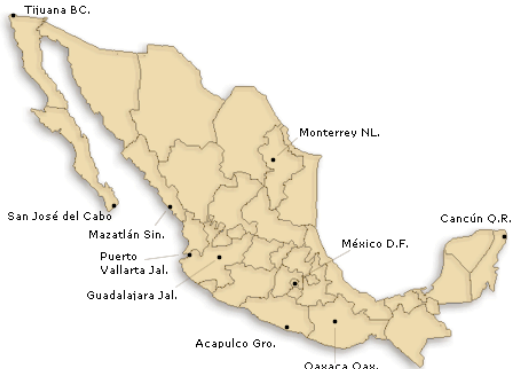 Tijuana BC.
Monterrey NL.
San José del Cabo
Cancún Q.R.
Mazatlán Sin.
México D.F.
Puerto
Vallarta Jal.
Guadalajara Jal.
Acapulco Gro.
Oaxaca Oax.